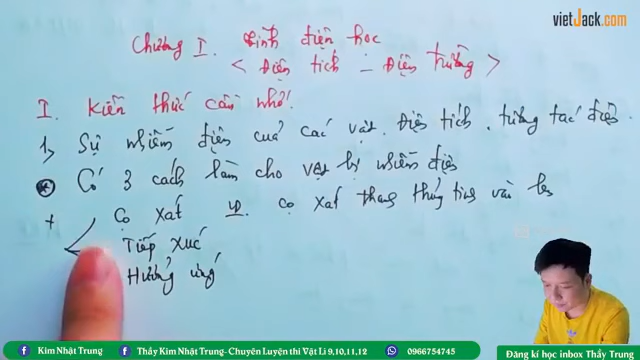 vietJack.com
Chương I. Tĩnh điện học
< Điện tích - Điện trường >
I. Kiến thức cần nhớ.
1, Sự nhiễm điện của các vật. Điện tích. tương tác điện.
Có 3 cách làm cho vật bị nhiễm điện
+ Cọ xát cọ xát thanh thủy tinh vào
Tiếp xúc
Hưởng ứng
Kim Nhật Trung
Thầy Kim Nhật Trung- Chuyên Luyện thi Vật Lí 9,10,11,12
0966754745
Đăng kí học inbox Thầy Trung